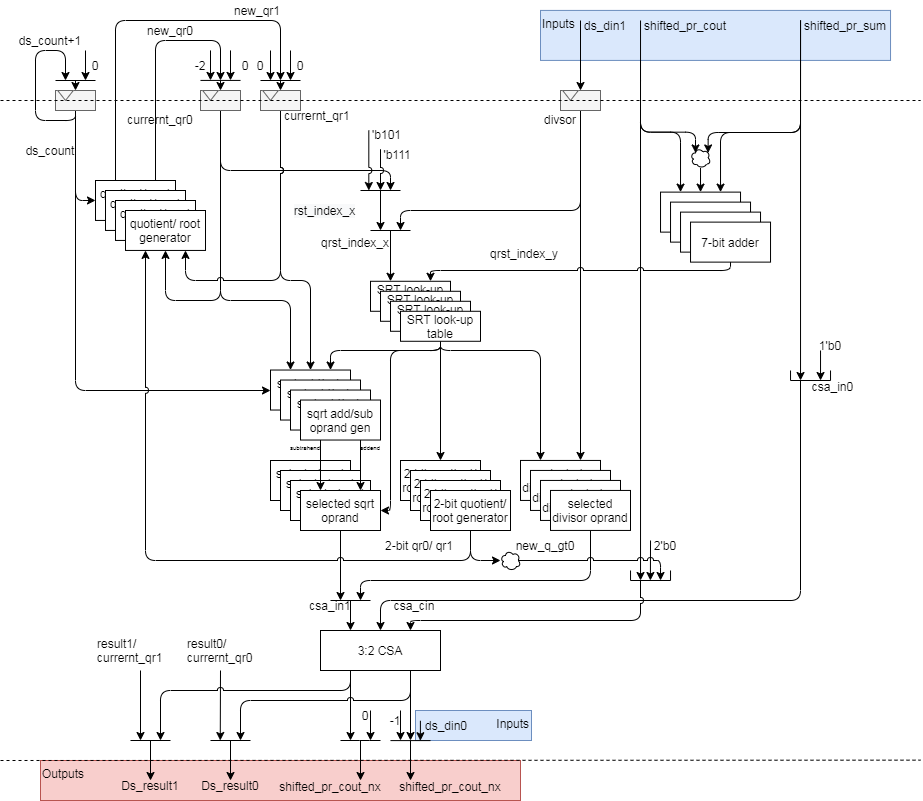 new_qr1
Inputs
ds_din1
shifted_pr_cout
shifted_pr_sum
ds_count+1
new_qr0
0
-2
0
0
0
currernt_qr0
currernt_qr1
divsor
'b101
'b111
ds_count
rst_index_x
quotient/ root
generator
qrst_index_x
qrst_index_y
7-bit adder
SRT look-up
SRT look-up
SRT look-up
SRT look-up
table
1'b0
csa_in0
sqrt add/sub
oprand gen
selected sqrt
oprand
2-bit quotient/
root generator
selected
divisor oprand
2-bit qr0/ qr1
new_q_gt0
2'b0
csa_in1
csa_cin
3:2 CSA
result1/
currernt_qr1
result0/
currernt_qr0
0
-1
ds_din0
Inputs
Outputs
Ds_result1
Ds_result0
shifted_pr_cout_nx
shifted_pr_cout_nx